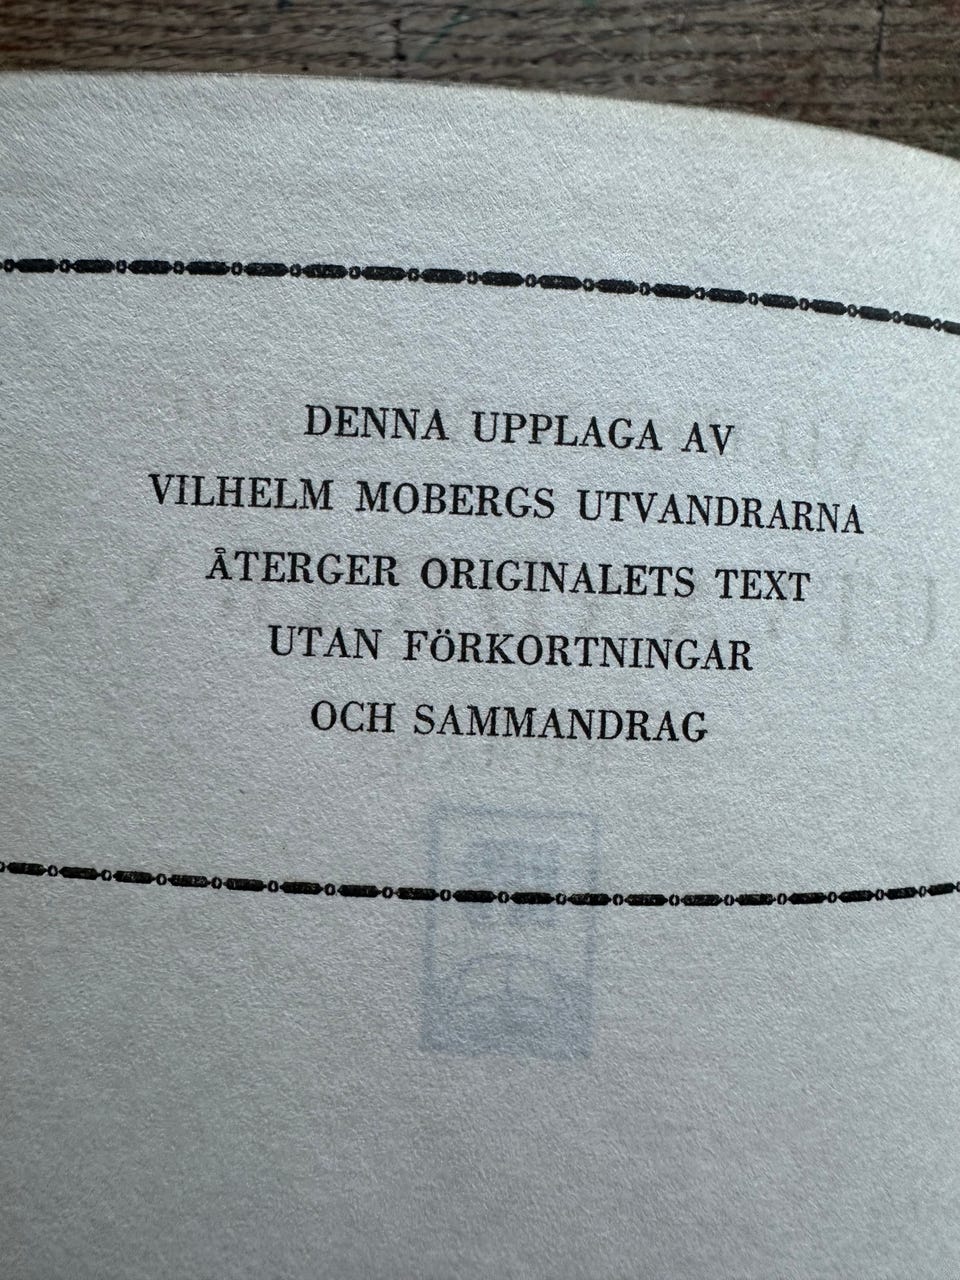 DENNA UPPLAGA AV
VILHELM MOBERGS UTVANDRARNA
ÅTERGER ORIGINALETS TEXT
UTAN FÖRKORTNINGAR
OCH SAMMANDRAG